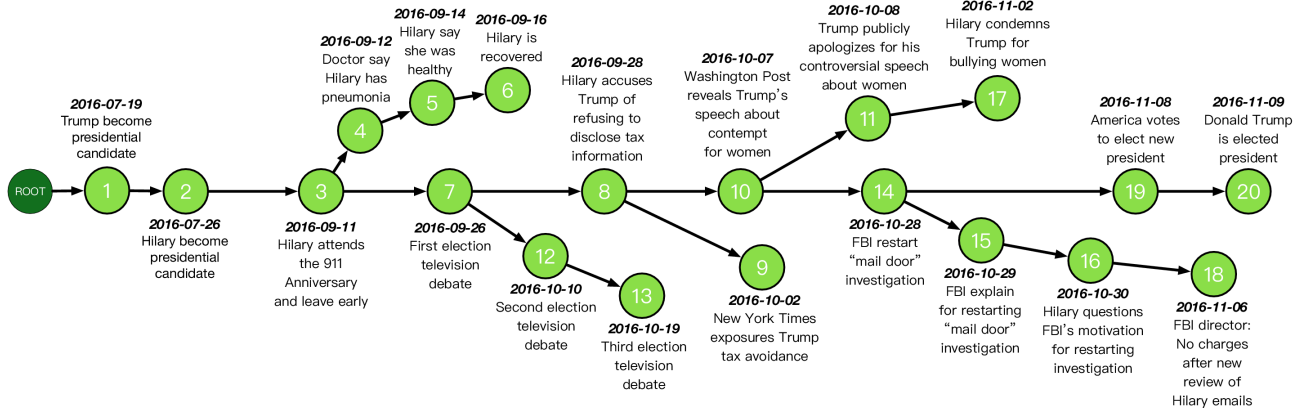 ROOT
1
2016-07-19
Trump become
presidential
candidate
2
2016-07-26
Hilary become
presidential
candidate
3
2016-09-11
Hilary attends
the 911
Anniversary
and leave early
4
2016-09-12
Doctor say
Hilary has
pneumonia
5
2016-09-14
Hilary say
she was
healthy
6
2016-09-16
Hilary is
recovered
7
2016-09-26
First election
television
debate
8
2016-09-28
Hilary accuses
Trump of
refusing to
disclose tax
information
9
2016-10-02
New York Times
exposures Trump
tax avoidance
10
2016-10-07
Washington Post
reveals Trump's
speech about
contempt
for women
11
2016-10-08
Trump publicly
apologizes for his
controversial speech
about women
12
2016-10-10
Second election
television
debate
13
2016-10-19
Third election
television
debate
14
2016-10-28
FBI restart
“mail door”
investigation
15
2016-10-29
FBI explain
for restarting
“mail door”
investigation
16
2016-10-30
Hilary questions
FBI's motivation
for restarting
investigation
17
2016-11-02
Hilary condemns
Trump for
bullying women
18
2016-11-06
FBI director:
No charges
after new
review of
Hilary emails
19
2016-11-08
America votes
to elect new
president
20
2016-11-09
Donald Trump
is elected
president